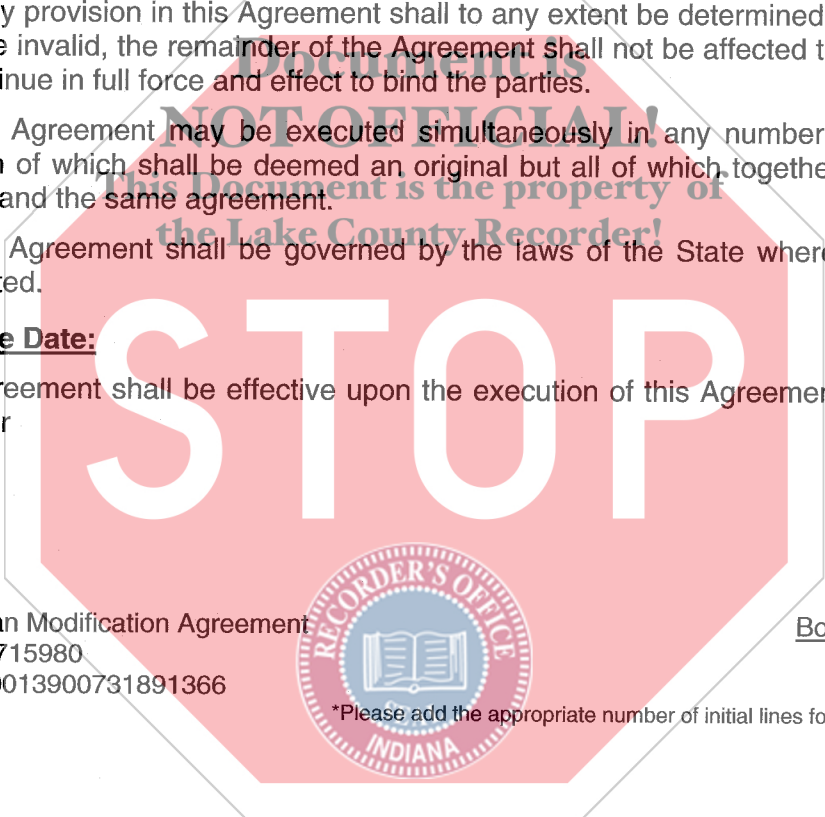 y provision in this Agreement shall to any extent be determined
e invalid, the remainder of the Agreement shall not be affected t
inue in full force and effect to bind the parties.
Document is
NOT OFFICIAL!
Agreement may be executed simultaneously in any number
n of which shall be deemed an original but all of which togethe
and the same agreement.
This Document is the property of
the Lake County Recorder!
Agreement shall be governed by the laws of the State where
ted.
e Date:
reement shall be effective upon the execution of this Agreemen
r
STOP
RECORDER'S OFFICE
SEAL
INDIANA
an Modification Agreement
715980
0013900731891366
Bo
*Please add the appropriate number of initial lines fo